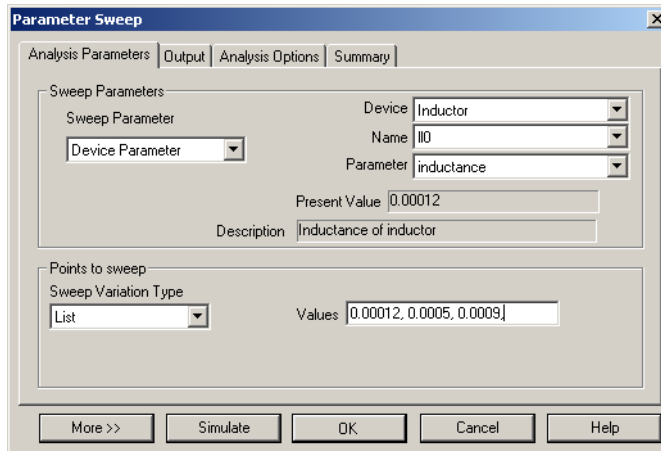 Parameter Sweep
Analysis Parameters Output Analysis Options Summary
Sweep Parameters
Sweep Parameter
Device Parameter
Device Inductor
Name ll0
Parameter inductance
Present Value 0.00012
Description Inductance of inductor
Points to sweep
Sweep Variation Type
List
Values 0.00012, 0.0005, 0.0009,
More >> Simulate OK Cancel Help